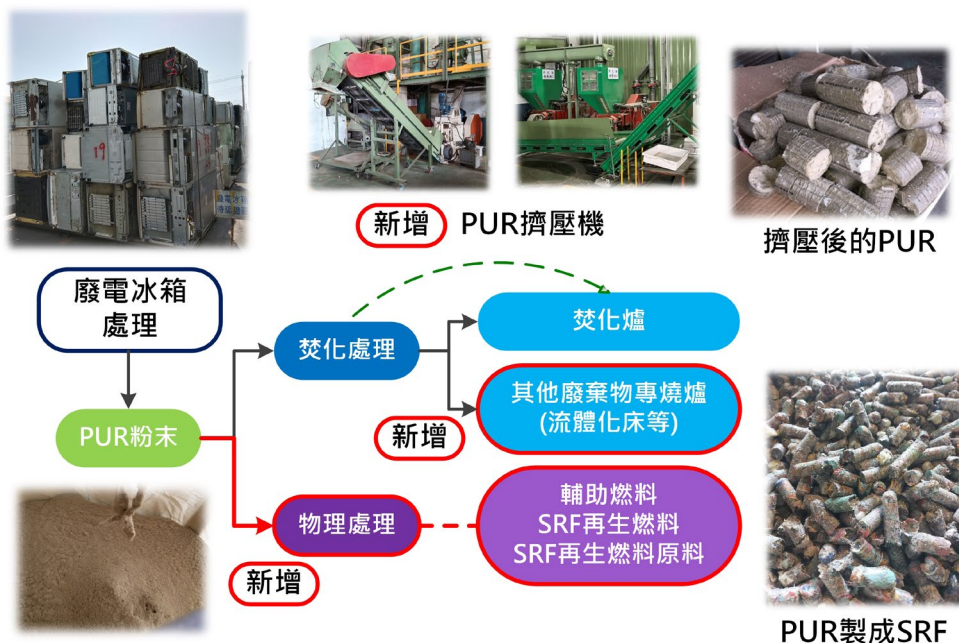 19
新增
PUR擠壓機
擠壓後的PUR
廢電冰箱
處理
焚化處理
焚化爐
其他廢棄物專燒爐
(流體化床等)
新增
PUR粉末
物理處理
新增
輔助燃料
SRF再生燃料
SRF再生燃料原料
PUR製成SRF